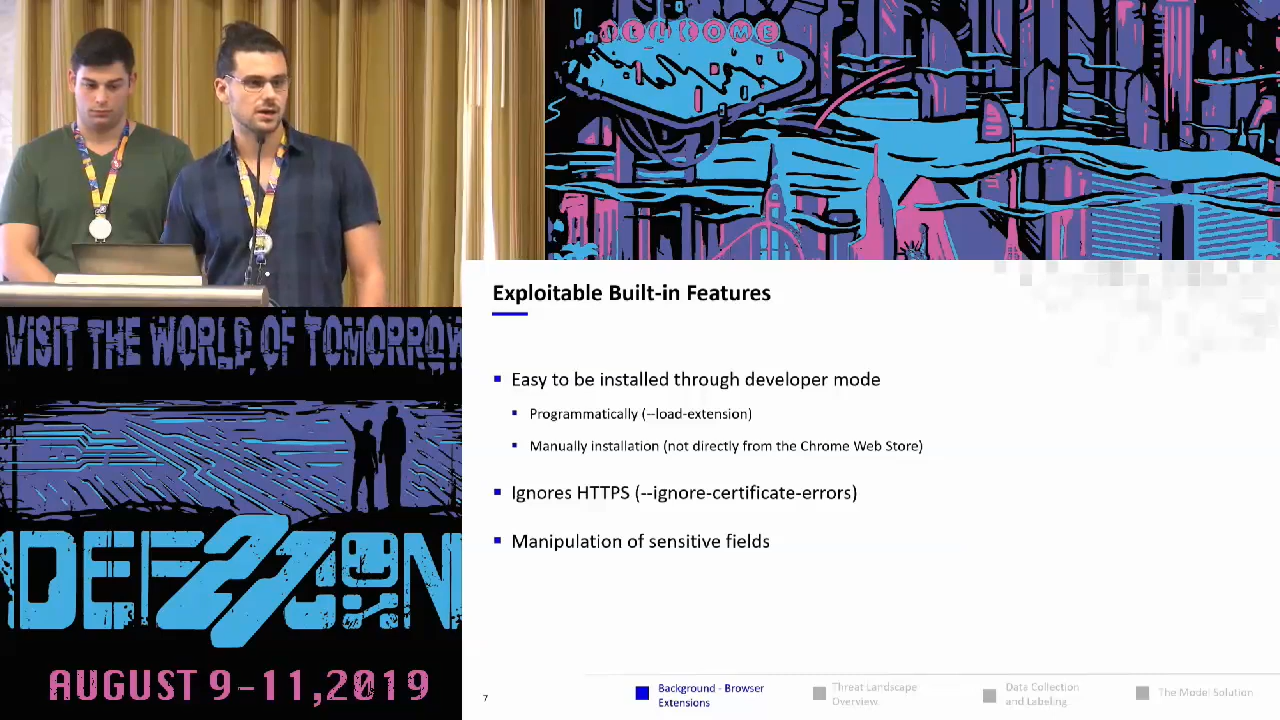 WELCOME
VISIT THE WORLD OF TOMORROW
DEF CON
27
AUGUST 9-11, 2019
Exploitable Built-in Features
Easy to be installed through developer mode
Programmatically (--load-extension)
Manually installation (not directly from the Chrome Web Store)
Ignores HTTPS (--ignore-certificate-errors)
Manipulation of sensitive fields
7
Background - Browser
Extensions
Threat Landscape
Overview
Data Collection
and Labeling
The Model Solution